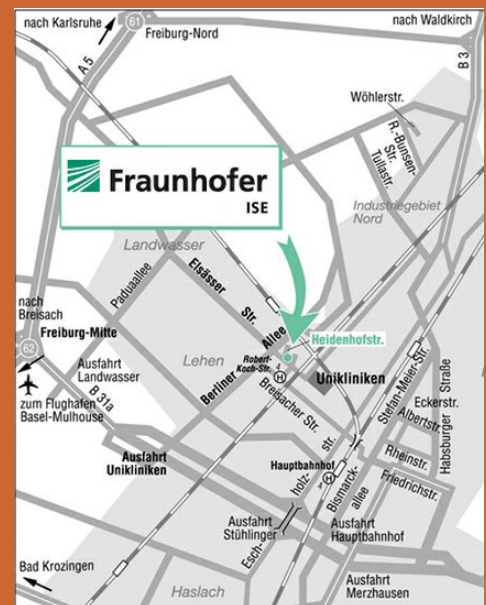 nach Karlsruhe
61
Freiburg-Nord
nach Waldkirch
A 5
B 3
Wöhlerstr.
R.-Bunsen-
Str.
Tullastr.
Fraunhofer
ISE
Industriegebiet
Nord
Landwasser
Paduaallee
Elsässer
Str.
nach
Breisach
Freiburg-Mitte
62
Allee
Heidenhofstr.
Lehen
Robert-
Koch-Str.
4
H
Unikliniken
Ausfahrt
Landwasser
Berliner
Breisacher Str.
Stefan-Meier-Str.
Habsburger Straße
Eckerstr.
Albertstr.
zum Flughafen
Basel-Mulhouse
B 31a
Ausfahrt
Unikliniken
Hauptbahnhof
Rheinstr.
Friedrichstr.
Bismarck-
allee
Esch-
holz-
str.
Ausfahrt
Stühlinger
Ausfahrt
Hauptbahnhof
Bad Krozingen
Haslach
Ausfahrt
Merzhausen